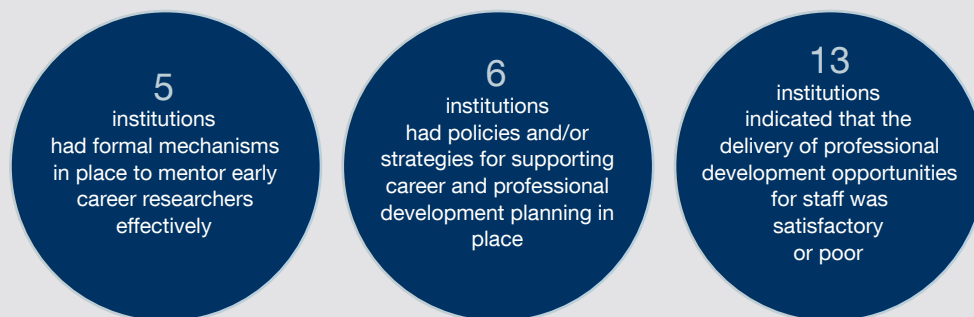 5
institutions
had formal mechanisms
in place to mentor early
career researchers
effectively
6
institutions
had policies and/or
strategies for supporting
career and professional
development planning in
place
13
institutions
indicated that the
delivery of professional
development opportunities
for staff was
satisfactory
or poor